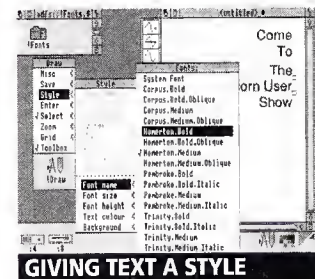 (untitled)
!Fonts
Come
To
The
orn User
Show
Draw
Misc
Save
Style
Enter
Select
Zoom
Grid
Toolbox
!Draw
Style
Font name
Font size
Font height
Text colour
Background
Fonts
System Font
Corpus.Bold
Corpus.Bold.Oblique
Corpus.Medium
Corpus.Medium.Oblique
Homerton.Bold
Homerton.Bold.Oblique
Homerton.Medium
Homerton.Medium.Oblique
Pembroke.Bold
Pembroke.Bold.Italic
Pembroke.Medium
Pembroke.Medium.Italic
Trinity.Bold
Trinity.Bold.Italic
Trinity.Medium
Trinity.Medium.Italic
:4
:0
GIVING TEXT A STYLE